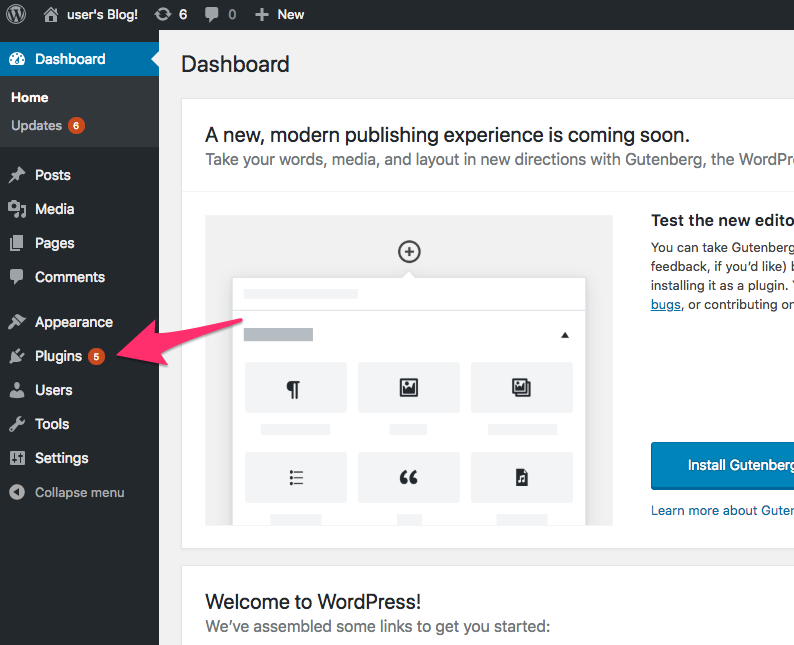 user's Blog! 6 0 New
Dashboard
Home
Updates 6
Posts
Media
Pages
Comments
Appearance
Plugins 5
Users
Tools
Settings
Collapse menu
Dashboard
A new, modern publishing experience is coming soon.
Take your words, media, and layout in new directions with Gutenberg, the WordPr
Test the new edito
You can take Gutenberg
feedback, if you'd like) b
installing it as a plugin.
bugs, or contributing on
Install Gutenberg
Learn more about Guten
Welcome to WordPress!
We've assembled some links to get you started: